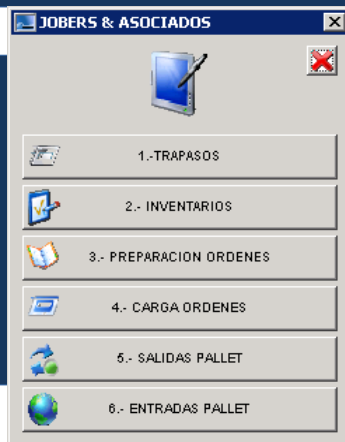 JOBERS & ASOCIADOS
1.-TRAPASOS
2.- INVENTARIOS
3.- PREPARACION ORDENES
4.- CARGA ORDENES
5.- SALIDAS PALLET
6.- ENTRADAS PALLET